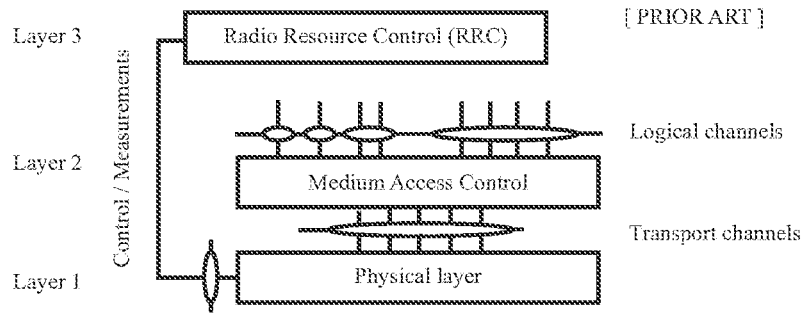 [ PRIOR ART ]
Layer 3
Radio Resource Control (RRC)
Control / Measurements
Logical channels
Layer 2
Medium Access Control
Transport channels
Layer 1
Physical layer